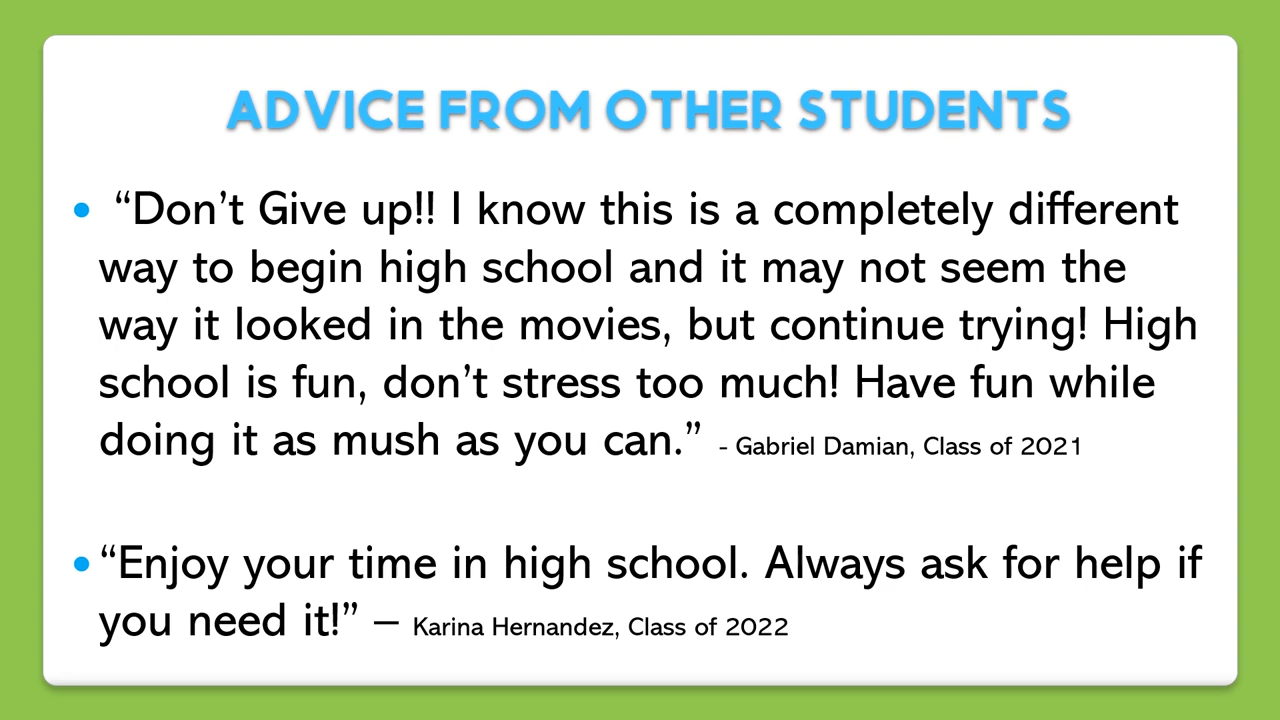 ADVICE FROM OTHER STUDENTS
• “Don’t Give up!! I know this is a completely different
way to begin high school and it may not seem the
way it looked in the movies, but continue trying! High
school is fun, don’t stress too much! Have fun while
doing it as mush as you can.” - Gabriel Damian, Class of 2021
• “Enjoy your time in high school. Always ask for help if
you need it!” – Karina Hernandez, Class of 2022